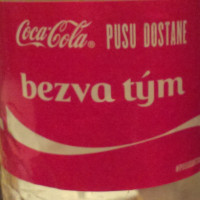 Coca-Cola® PUSU DOSTANE
bezva tým